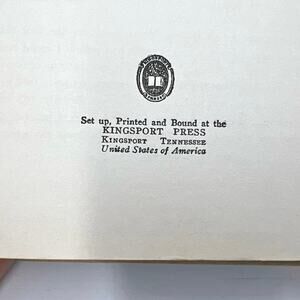 Set up, Printed and Bound at the
KINGSPORT PRESS
KINGSPORT TENNESSEE
United States of America